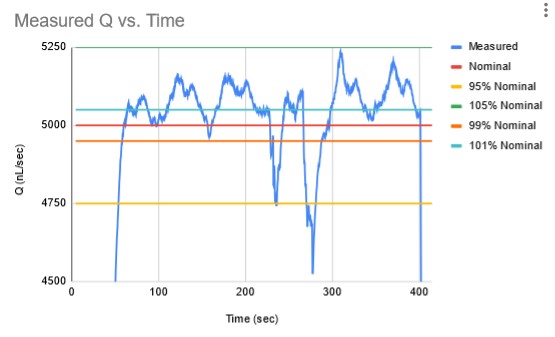 Measured Q vs. Time
5250
5000
4750
4500
Q (nL/sec)
0 100 200 300 400
Time (sec)
Measured
Nominal
95% Nominal
105% Nominal
99% Nominal
101% Nominal